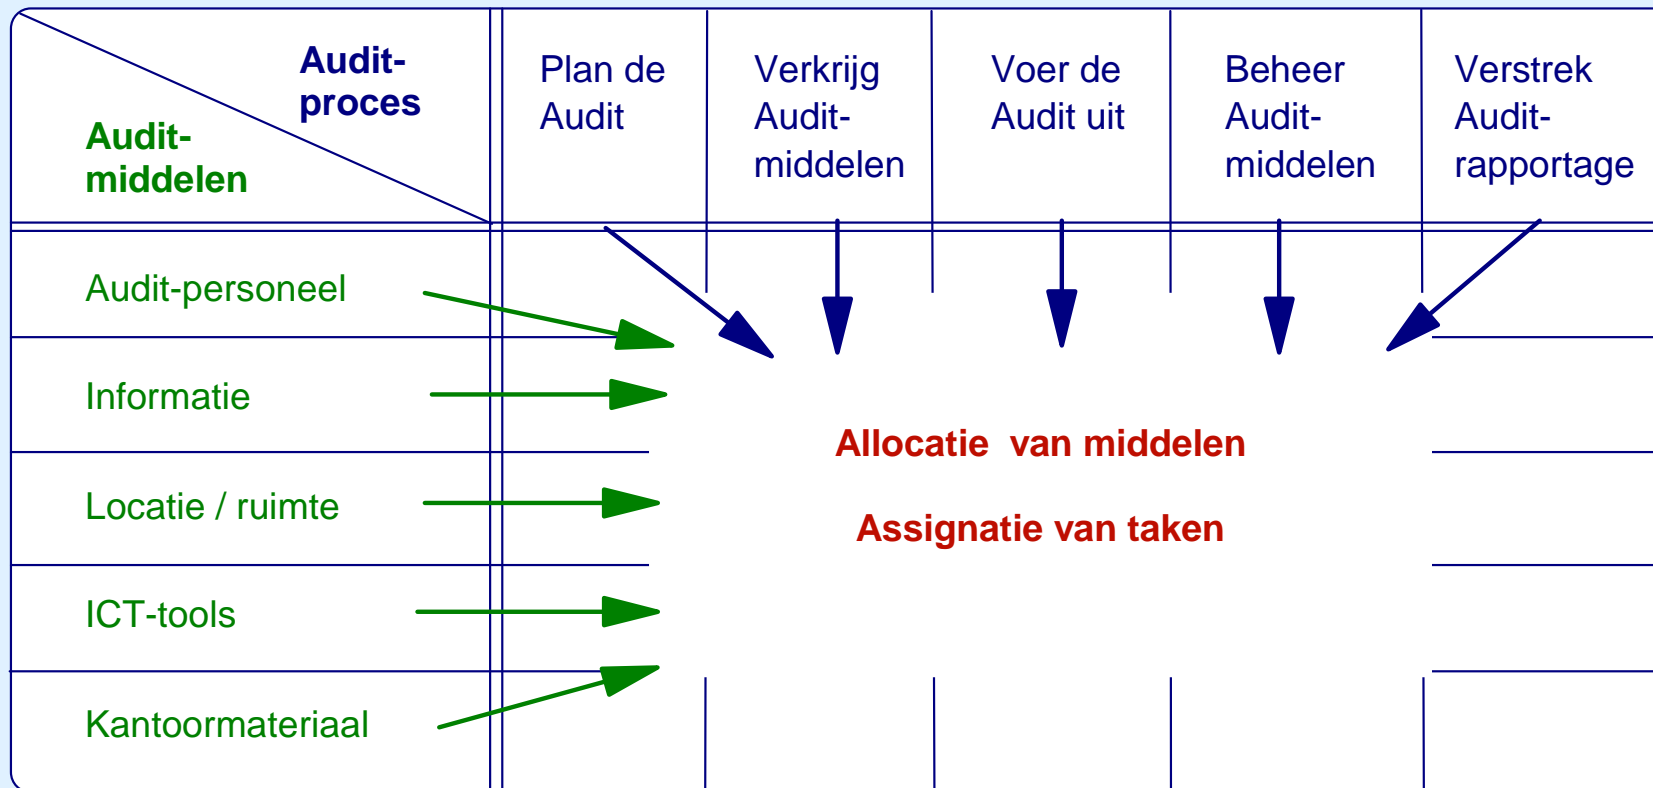 Audit-
proces
Audit-
middelen
Plan de
Audit
Verkrijg
Audit-
middelen
Voer de
Audit uit
Beheer
Audit-
middelen
Verstrek
Audit-
rapportage
Audit-personeel
Informatie
Locatie / ruimte
ICT-tools
Kantoormateriaal
Allocatie van middelen
Assignatie van taken